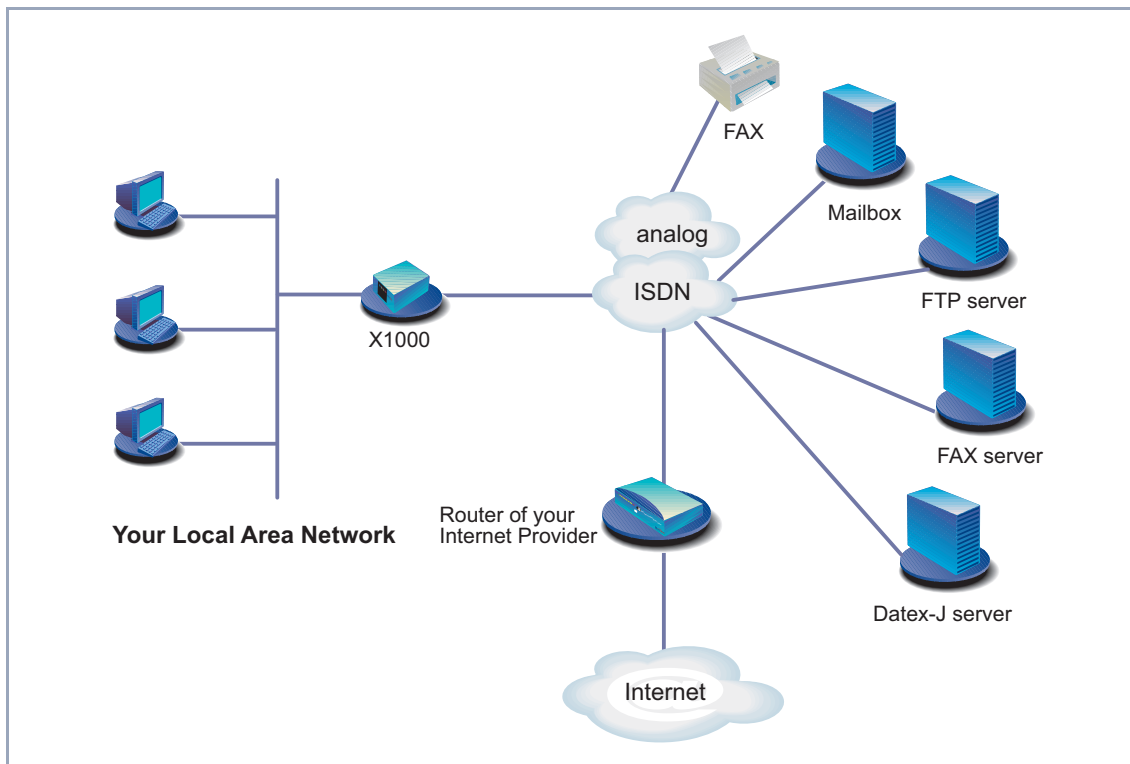 FAX
Mailbox
analog
ISDN
FTP server
X1000
FAX server
Router of your
Internet Provider
Your Local Area Network
Datex-J server
Internet